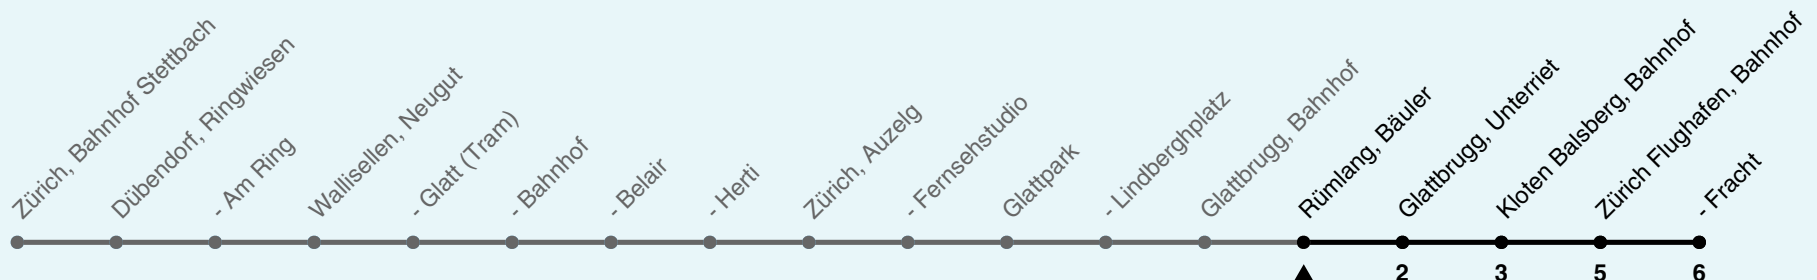 Zürich, Bahnhof Stettbach
Dübendorf, Ringwiesen
- Am Ring
Wallisellen, Neugut
- Glatt (Tram)
- Bahnhof
- Belair
- Herti
Zürich, Auzelg
- Fernsehstudio
Glattpark
- Lindberghplatz
Glattbrugg, Bahnhof
Rümlang, Bäuler
Glattbrugg, Unterriet
Kloten Balsberg, Bahnhof
Zürich Flughafen, Bahnhof
- Fracht
2 3 5 6